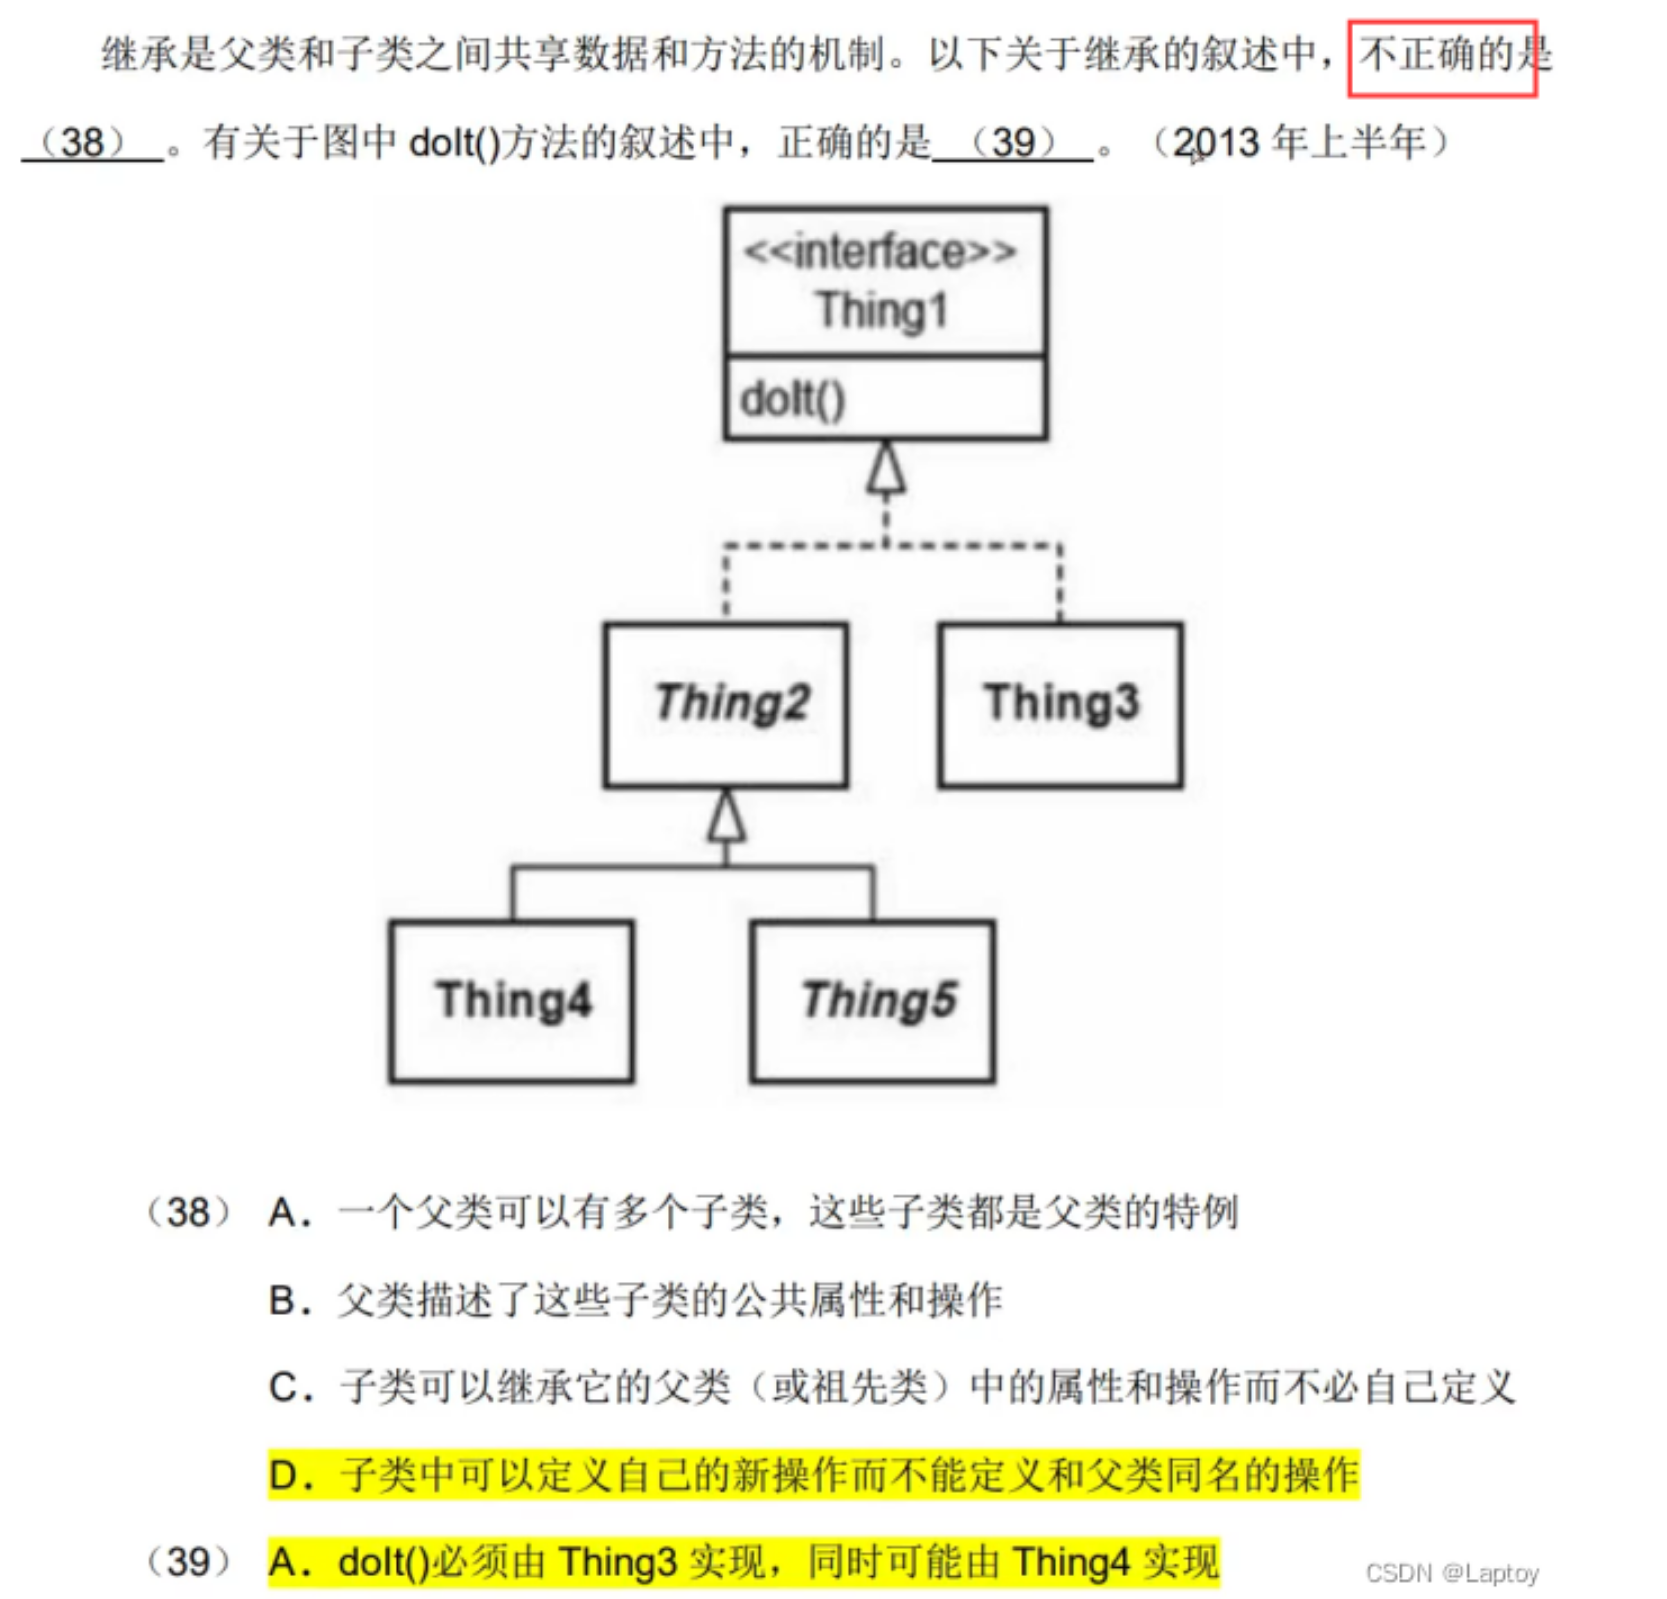 继承是父类和子类之间共享数据和方法的机制。以下关于继承的叙述中，不正确的是
（38）。有关于图中 doIt()方法的叙述中，正确的是（39）。（2013 年上半年）
<<interface>>
Thing1
doIt()
Thing2
Thing3
Thing4
Thing5
（38） A．一个父类可以有多个子类，这些子类都是父类的特例
B．父类描述了这些子类的公共属性和操作
C．子类可以继承它的父类（或祖先类）中的属性和操作而不必自己定义
D．子类中可以定义自己的新操作而不能定义和父类同名的操作
（39） A．doIt()必须由 Thing3 实现，同时可能由 Thing4 实现
CSDN @Laptoy